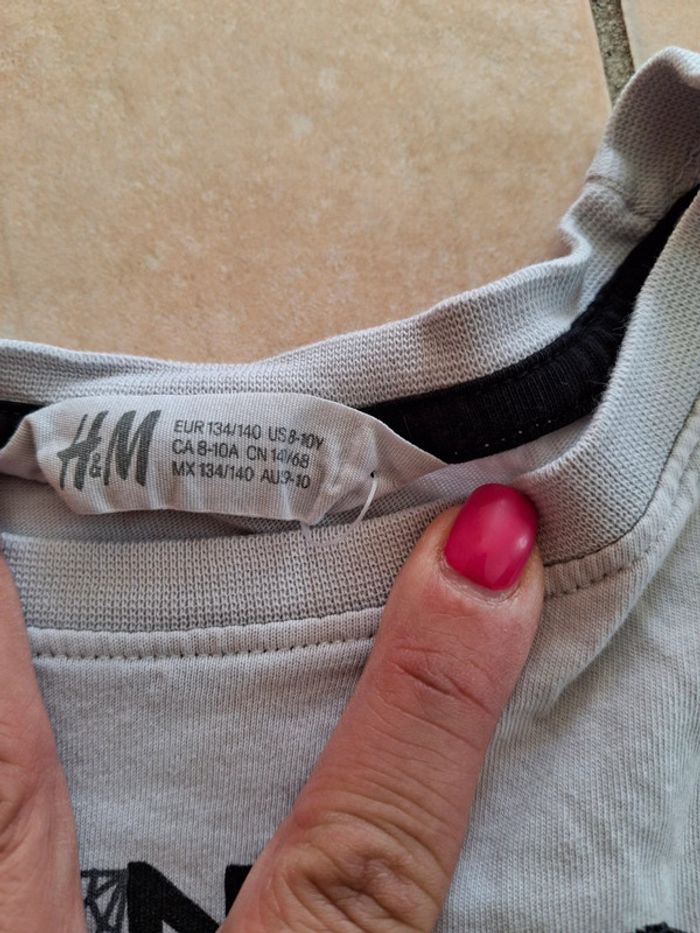 H&M
EUR 134/140 US 8-10Y
CA 8-10A CN 140/68
MX 134/140 AU 9-10
N